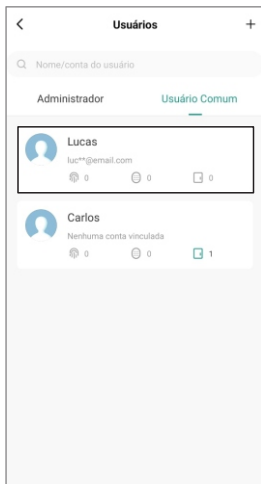 Usuários
Nome/conta do usuário
Administrador Usuário Comum
Lucas
luc**@email.com
0 0 0
Carlos
Nenhuma conta vinculada
0 0 1